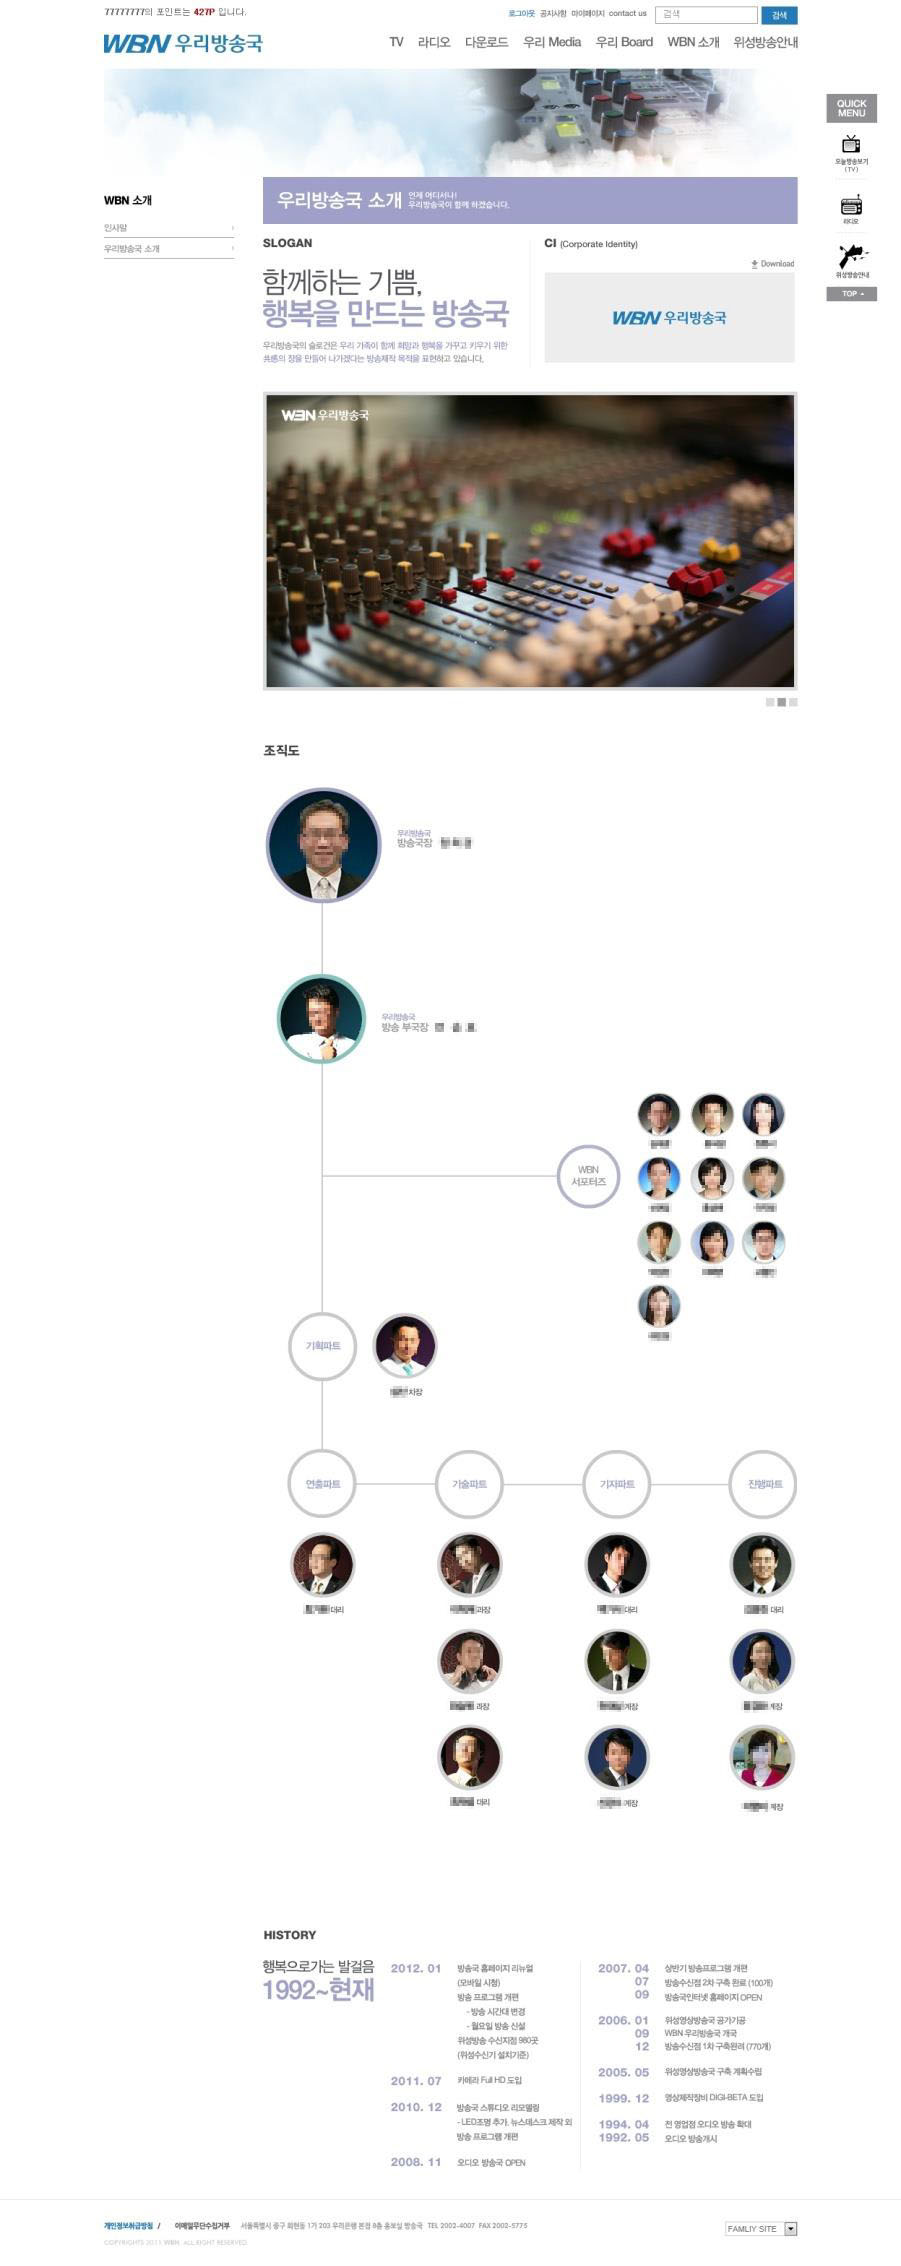 77777777의 포인트는 427P 입니다.
로그아웃 공지사항 마이페이지 contact us 검색 검색
WBN 우리방송국
TV 라디오 다운로드 우리 Media 우리 Board WBN 소개 위성방송안내
QUICK MENU
오늘방송보기
(TV)
라디오
위성방송안내
TOP
WBN 소개
인사말
우리방송국 소개
우리방송국 소개
언제 어디서나!
우리방송국이 함께 하겠습니다.
SLOGAN
함께하는 기쁨,
행복을 만드는 방송국
우리방송국의 슬로건은 우리 가족이 함께 희망과 행복을 가꾸고 키우기 위한
共感의 장을 만들어 나가겠다는 방송제작 목적을 표현하고 있습니다.
CI (Corporate Identity)
Download
WBN 우리방송국
WBN 우리방송국
조직도
우리방송국
방송국장
우리방송국
방송 부국장
WBN
서포터즈
기획파트
차장
연출파트 기술파트 기자파트 진행파트
대리 과장 대리 대리
과장 계장 계장
대리 계장 계장
HISTORY
행복으로가는 발걸음
1992~현재
2012. 01 방송국 홈페이지 리뉴얼
(모바일 시청)
방송 프로그램 개편
- 방송 시간대 변경
- 월요일 방송 신설
위성방송 수신지점 980곳
(위성수신기 설치기준)
2011. 07 카메라 Full HD 도입
2010. 12 방송국 스튜디오 리모델링
- LED조명 추가, 뉴스데스크 제작 외
방송 프로그램 개편
2008. 11 오디오 방송국 OPEN
2007. 04 상반기 방송프로그램 개편
07 방송수신점 2차 구축 완료 (100개)
09 방송국인터넷 홈페이지 OPEN
2006. 01 위성영상방송국 공가기공
09 WBN 우리방송국 개국
12 방송수신점 1차 구축완려 (770개)
2005. 05 위성영상방송국 구축 계획수립
1999. 12 영상제작장비 DIGI-BETA 도입
1994. 04 전 영업점 오디오 방송 확대
1992. 05 오디오 방송개시
개인정보취급방침 / 이메일무단수집거부 서울특별시 중구 회현동 1가 203 우리은행 본점 8층 홍보실 방송국 TEL 2002-4007 FAX 2002-5775
COPYRIGHTS 2011 WBN. ALL RIGHT RESERVED.
FAMLIY SITE